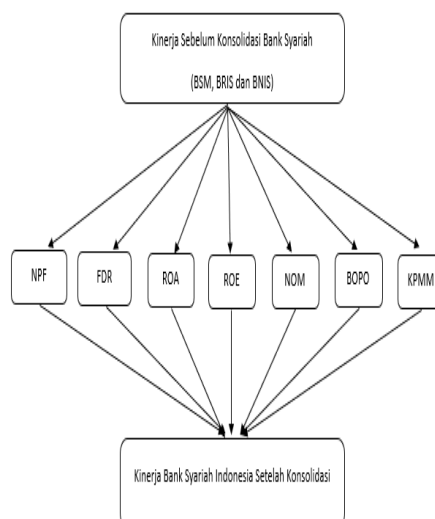 Kinerja Sebelum Konsolidasi Bank Syariah
(BSM, BRIS dan BNIS)
NPF
FDR
ROA
ROE
NOM
BOPO
KPMM
Kinerja Bank Syariah Indonesia Setelah Konsolidasi